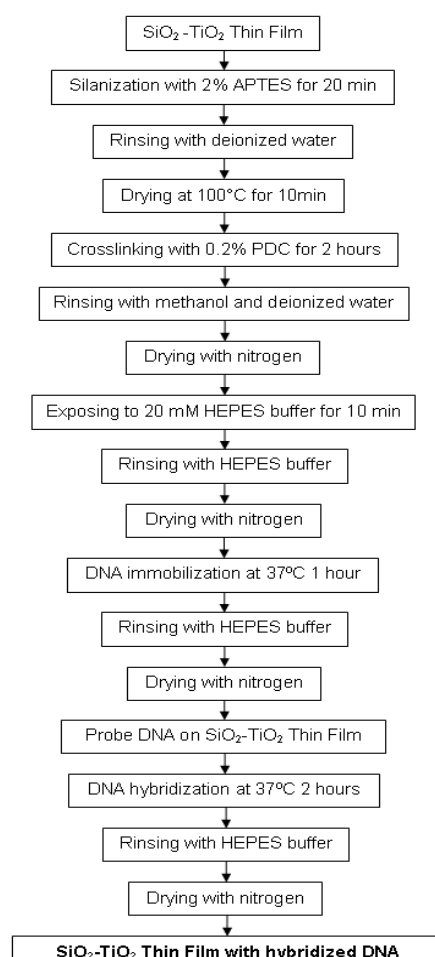 SiO₂ -TiO₂ Thin Film
Silanization with 2% APTES for 20 min
Rinsing with deionized water
Drying at 100°C for 10min
Crosslinking with 0.2% PDC for 2 hours
Rinsing with methanol and deionized water
Drying with nitrogen
Exposing to 20 mM HEPES buffer for 10 min
Rinsing with HEPES buffer
Drying with nitrogen
DNA immobilization at 37ºC 1 hour
Rinsing with HEPES buffer
Drying with nitrogen
Probe DNA on SiO₂-TiO₂ Thin Film
DNA hybridization at 37ºC 2 hours
Rinsing with HEPES buffer
Drying with nitrogen
SiO₂-TiO₂ Thin Film with hybridized DNA